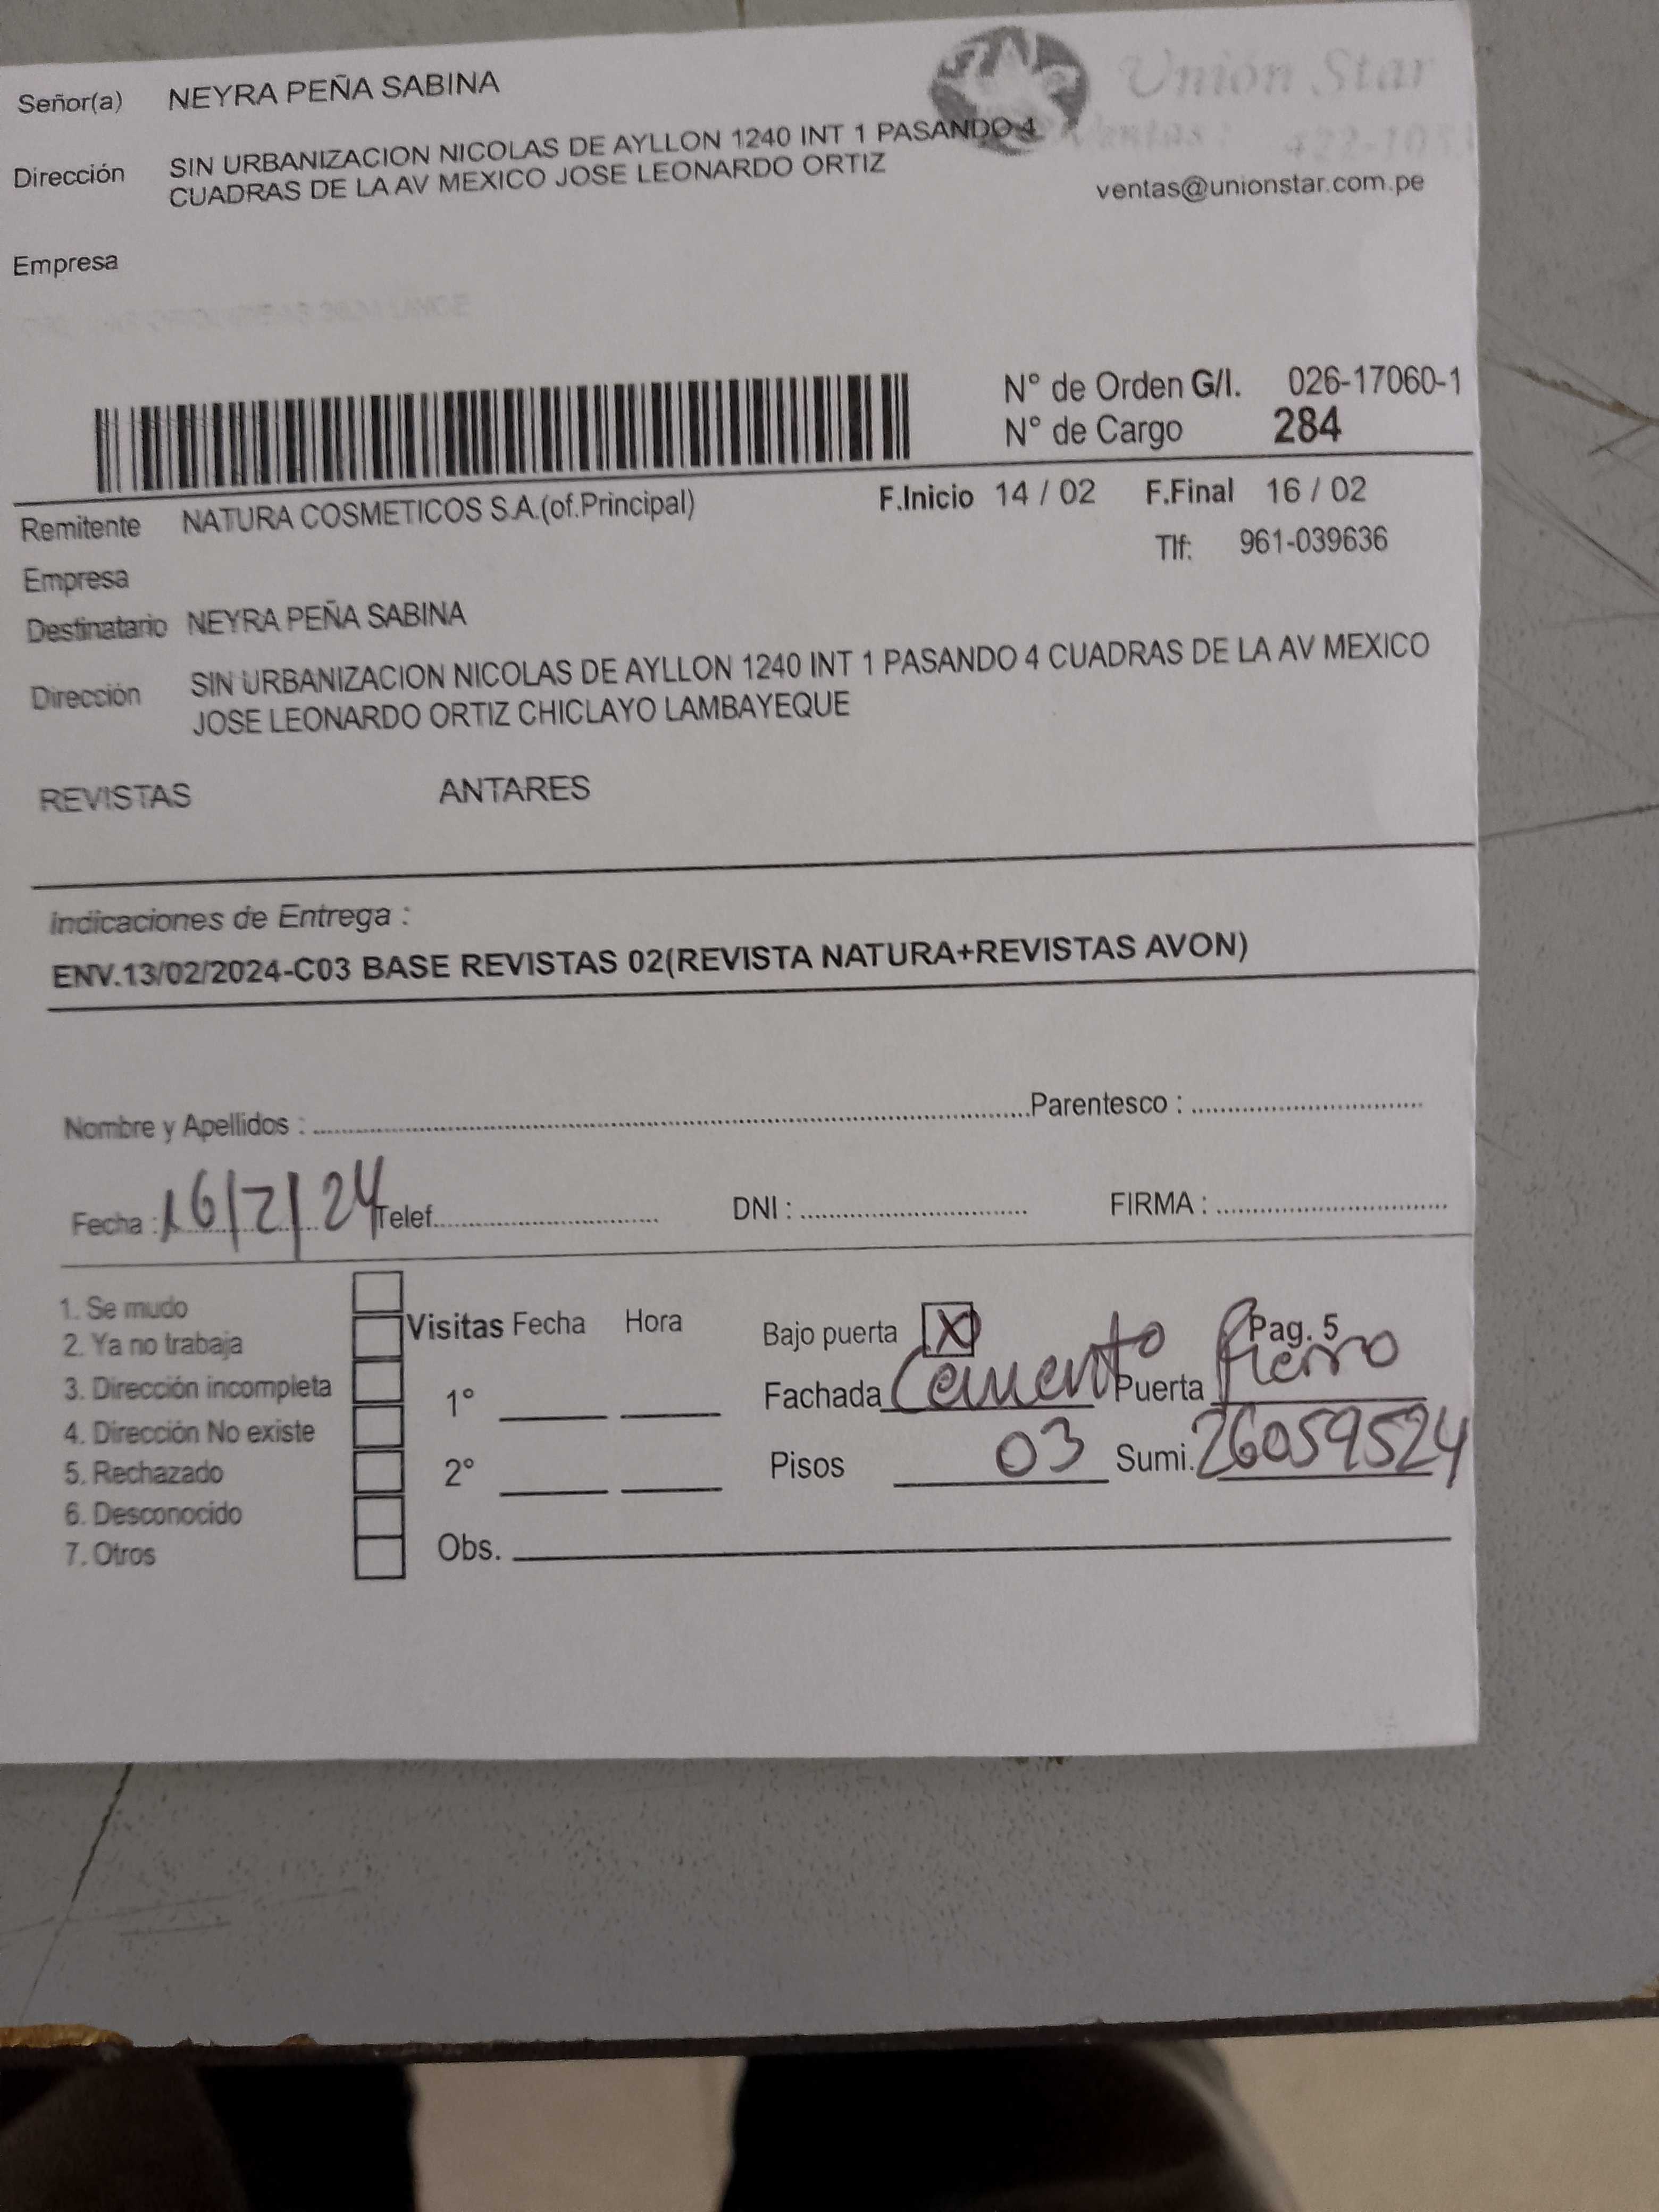 Señor(a) NEYRA PEÑA SABINA
Unión Star
Ventas :
Dirección SIN URBANIZACION NICOLAS DE AYLLON 1240 INT 1 PASANDO 4
CUADRAS DE LA AV MEXICO JOSE LEONARDO ORTIZ
ventas@unionstar.com.pe
Empresa
N° de Orden G/I. 026-17060-1
N° de Cargo 284
Remitente NATURA COSMETICOS S.A.(of.Principal) F.Inicio 14 / 02 F.Final 16 / 02
Tlf: 961-039636
Empresa
Destinatario NEYRA PEÑA SABINA
Dirección SIN URBANIZACION NICOLAS DE AYLLON 1240 INT 1 PASANDO 4 CUADRAS DE LA AV MEXICO
JOSE LEONARDO ORTIZ CHICLAYO LAMBAYEQUE
REVISTAS ANTARES
Indicaciones de Entrega :
ENV.13/02/2024-C03 BASE REVISTAS 02(REVISTA NATURA+REVISTAS AVON)
Nombre y Apellidos : Parentesco :
Fecha : 16/2/24 Telef. DNI : FIRMA :
1. Se mudo
2. Ya no trabaja
3. Dirección incompleta
4. Dirección No existe
5. Rechazado
6. Desconocido
7. Otros
Visitas Fecha Hora
1°
2°
Obs.
Bajo puerta X Pag. 5
Fachada Cemento Puerta Fierro
Pisos 03 Sumi. 26059524